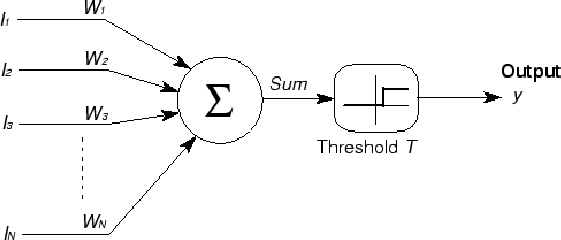 I1 W1
I2 W2
I3 W3
IN WN
Σ
Sum
Threshold T
Output
y